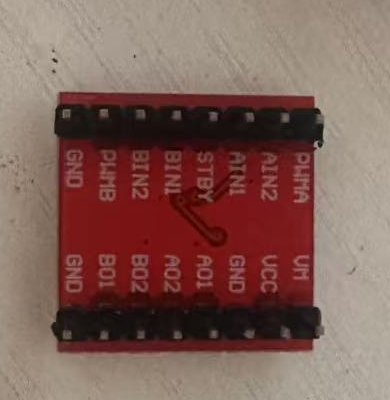 GND PWMB BIN2 BIN1 STBY AIN1 AIN2 PWMA
GND BO1 BO2 AO2 AO1 GND VCC VM